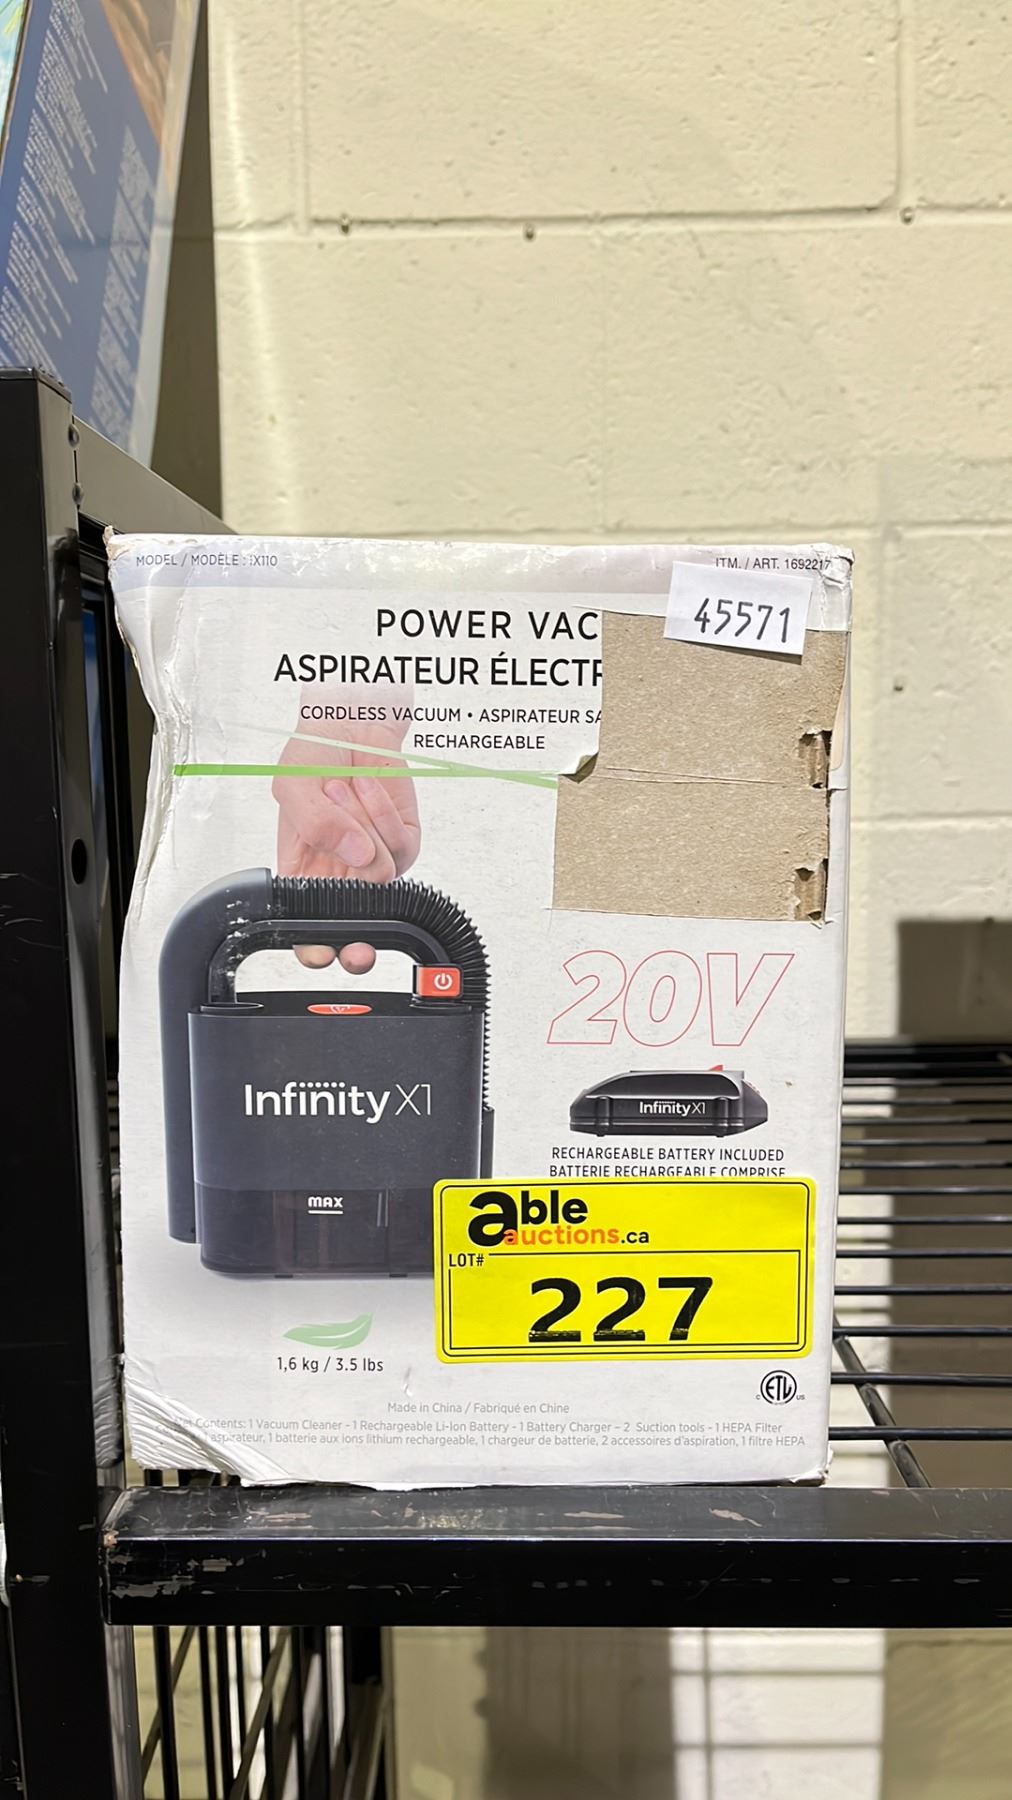 MODEL / MODÈLE : IX110
ITM. / ART. 1692217
45571
POWER VAC
ASPIRATEUR ÉLECTR
CORDLESS VACUUM • ASPIRATEUR SA
RECHARGEABLE
20V
Infinity X1
InfinityX1
RECHARGEABLE BATTERY INCLUDED
BATTERIE RECHARGEABLE COMPRISE
MAX
able
auctions.ca
LOT#
227
1,6 kg / 3.5 lbs
ETL
C US
Made in China / Fabriqué en Chine
Contents: 1 Vacuum Cleaner - 1 Rechargeable Li-Ion Battery - 1 Battery Charger - 2 Suction tools - 1 HEPA Filter
aspirateur, 1 batterie aux ions lithium rechargeable, 1 chargeur de batterie, 2 accessoires d'aspiration, 1 filtre HEPA